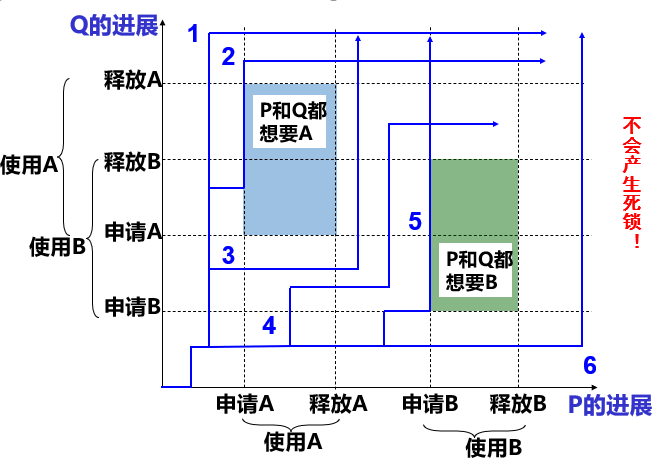 Q的进展
1
2
释放A
P和Q都
想要A
使用A
释放B
不会产生死锁！
使用B
申请A
5
3
P和Q都
想要B
申请B
4
6
申请A
释放A
申请B
释放B
P的进展
使用A
使用B